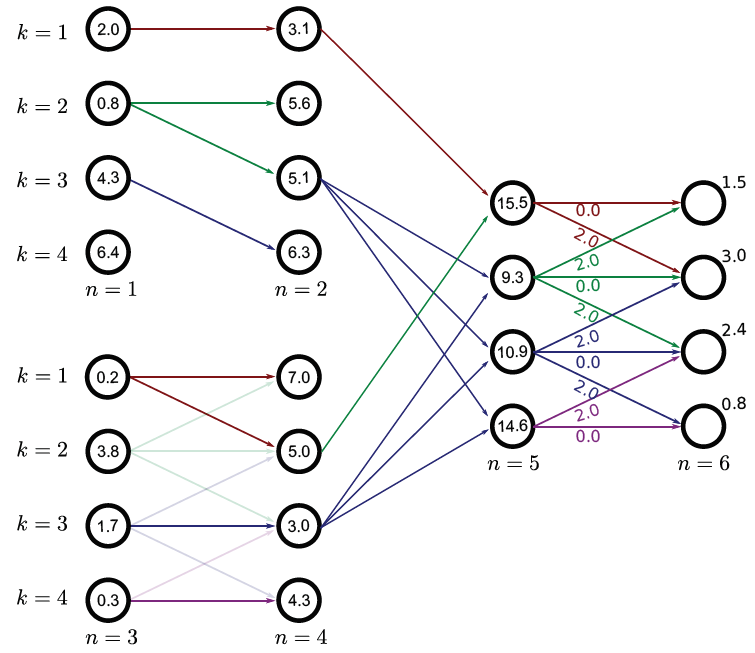 k = 1 2.0 3.1
k = 2 0.8 5.6
k = 3 4.3 5.1
k = 4 6.4 6.3
n = 1 n = 2
k = 1 0.2 7.0
k = 2 3.8 5.0
k = 3 1.7 3.0
k = 4 0.3 4.3
n = 3 n = 4
15.5 0.0 1.5
2.0
9.3 2.0 3.0
0.0
2.0
10.9 2.0 2.4
0.0
2.0
14.6 2.0 0.8
0.0
n = 5 n = 6